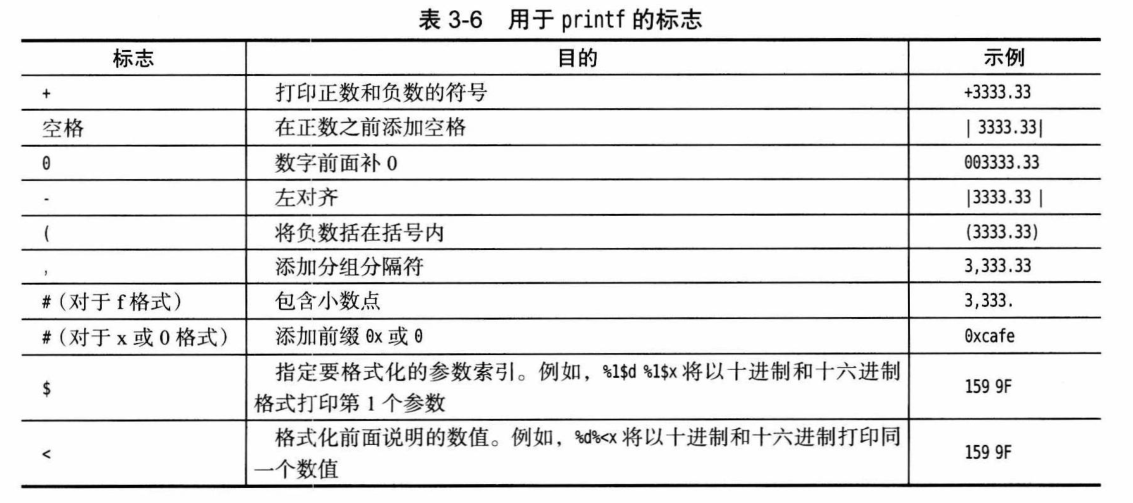 表 3-6 用于 printf 的标志
标志 目的 示例
+ 打印正数和负数的符号 +3333.33
空格 在正数之前添加空格 | 3333.33|
0 数字前面补 0 003333.33
- 左对齐 |3333.33 |
( 将负数括在括号内 (3333.33)
, 添加分组分隔符 3,333.33
# (对于 f 格式) 包含小数点 3,333.
# (对于 x 或 0 格式) 添加前缀 0x 或 0 0xcafe
$ 指定要格式化的参数索引。例如，%1$d %1$x 将以十进制和十六进制 159 9F
格式打印第 1 个参数
< 格式化前面说明的数值。例如，%d%<x 将以十进制和十六进制打印同 159 9F
一个数值